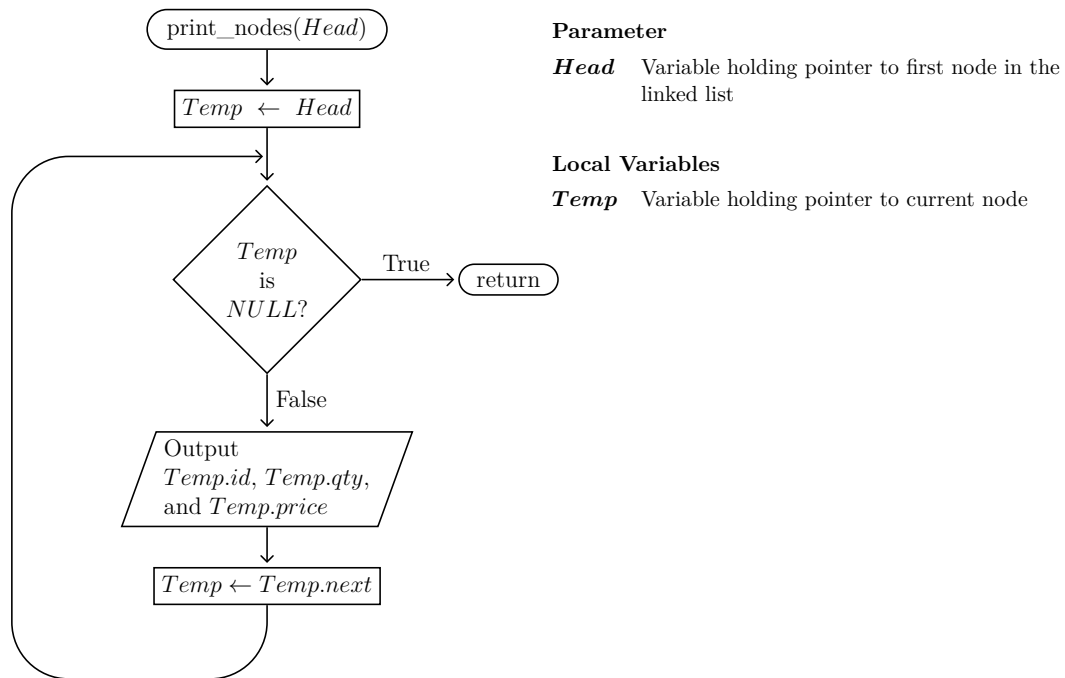 print_nodes(Head)
Temp ← Head
Temp
is
NULL?
True
return
False
Output
Temp.id, Temp.qty,
and Temp.price
Temp ← Temp.next
Parameter
Head Variable holding pointer to first node in the
linked list
Local Variables
Temp Variable holding pointer to current node